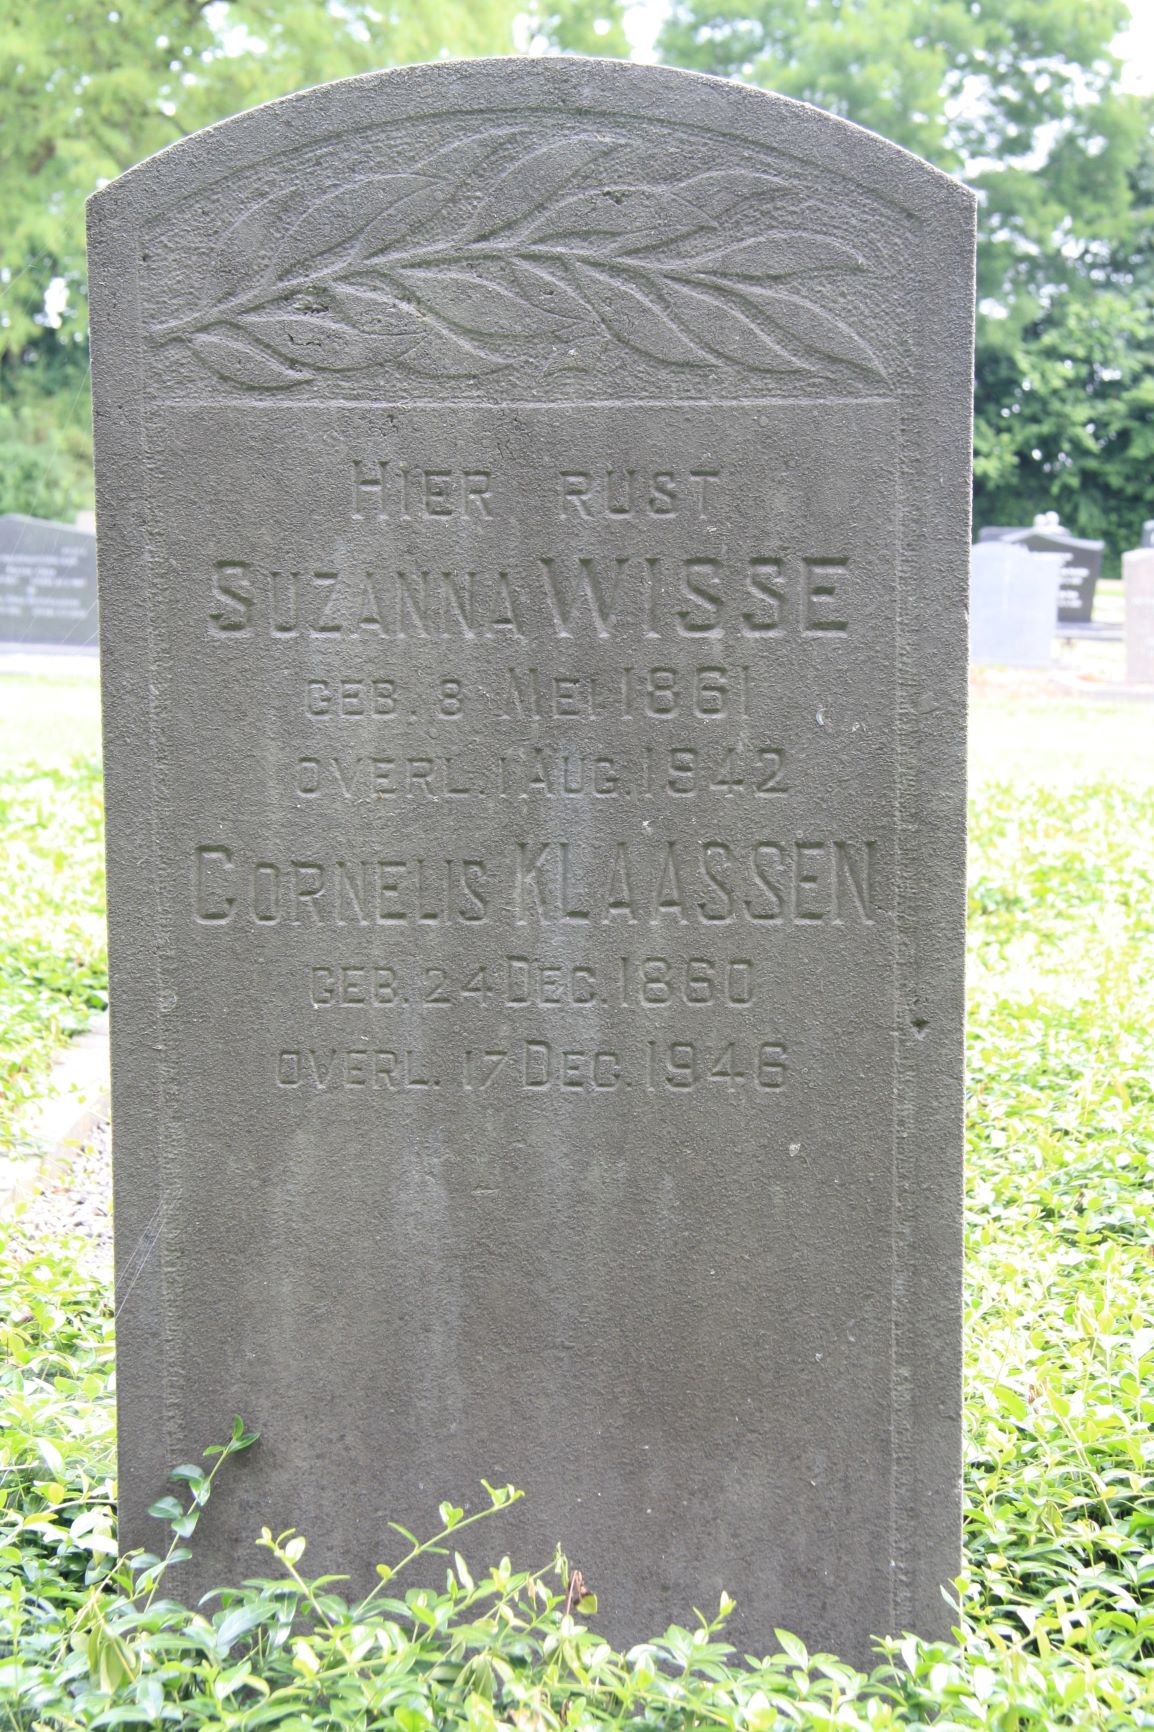 HIER RUST
SUZANNA WISSE
GEB. 8 MEI 1861
OVERL. 1 AUG. 1942
CORNELIS KLAASSEN
GEB. 24 DEC. 1860
OVERL. 17 DEC. 1946